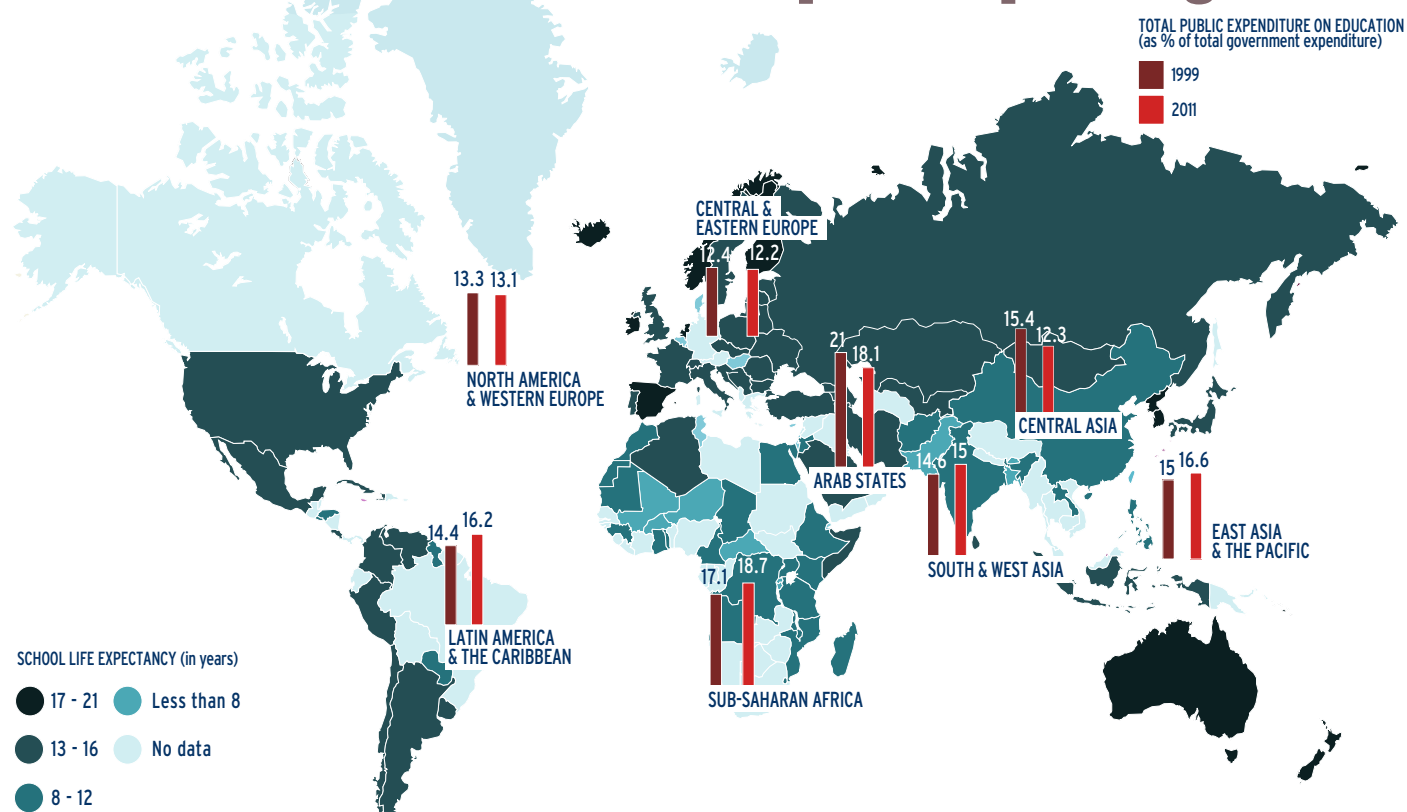 TOTAL PUBLIC EXPENDITURE ON EDUCATION
(as % of total government expenditure)
1999
2011
CENTRAL &
EASTERN EUROPE
12.4 12.2
13.3 13.1
NORTH AMERICA
& WESTERN EUROPE
15.4 12.3
CENTRAL ASIA
21 18.1
ARAB STATES
14.6 15
SOUTH & WEST ASIA
15 16.6
EAST ASIA
& THE PACIFIC
14.4 16.2
LATIN AMERICA
& THE CARIBBEAN
17.1 18.7
SUB-SAHARAN AFRICA
SCHOOL LIFE EXPECTANCY (in years)
17 - 21 Less than 8
13 - 16 No data
8 - 12